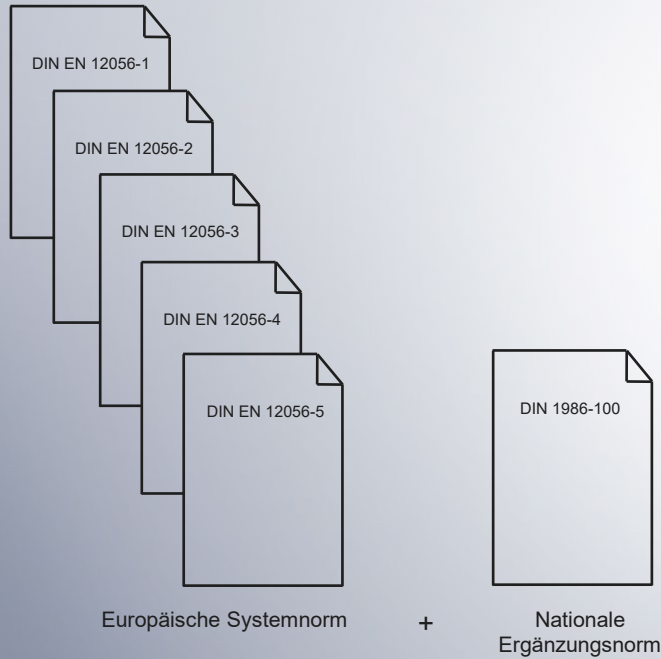 DIN EN 12056-1
DIN EN 12056-2
DIN EN 12056-3
DIN EN 12056-4
DIN EN 12056-5
DIN 1986-100
Europäische Systemnorm
+
Nationale
Ergänzungsnorm